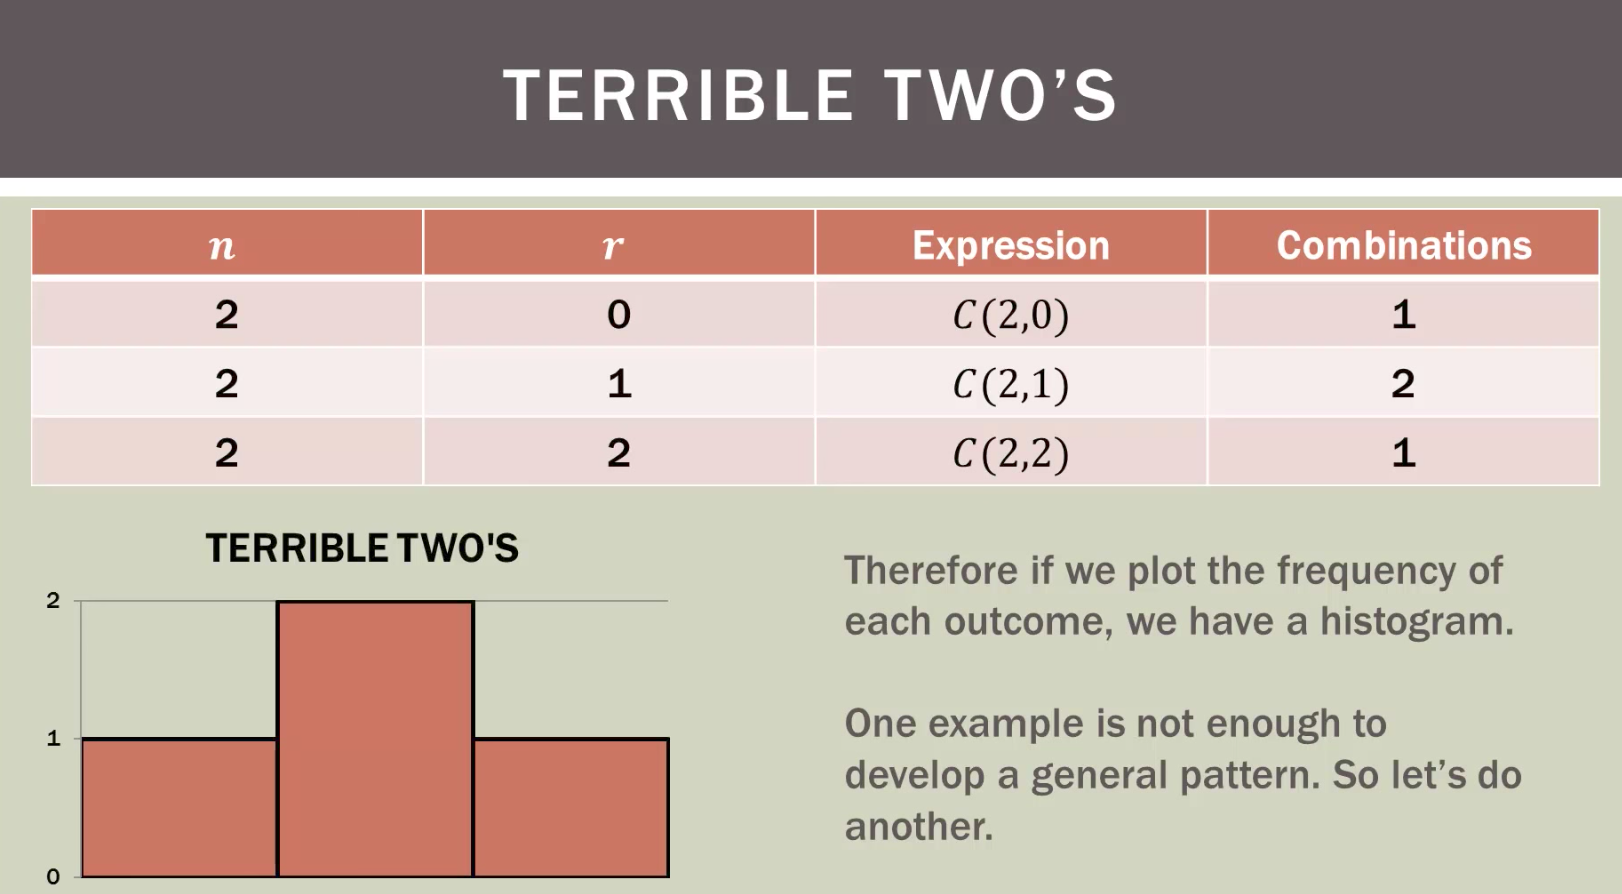 TERRIBLE TWO’S
n r Expression Combinations
2 0 C(2,0) 1
2 1 C(2,1) 2
2 2 C(2,2) 1
TERRIBLE TWO'S
2
1
0
Therefore if we plot the frequency of
each outcome, we have a histogram.
One example is not enough to
develop a general pattern. So let’s do
another.